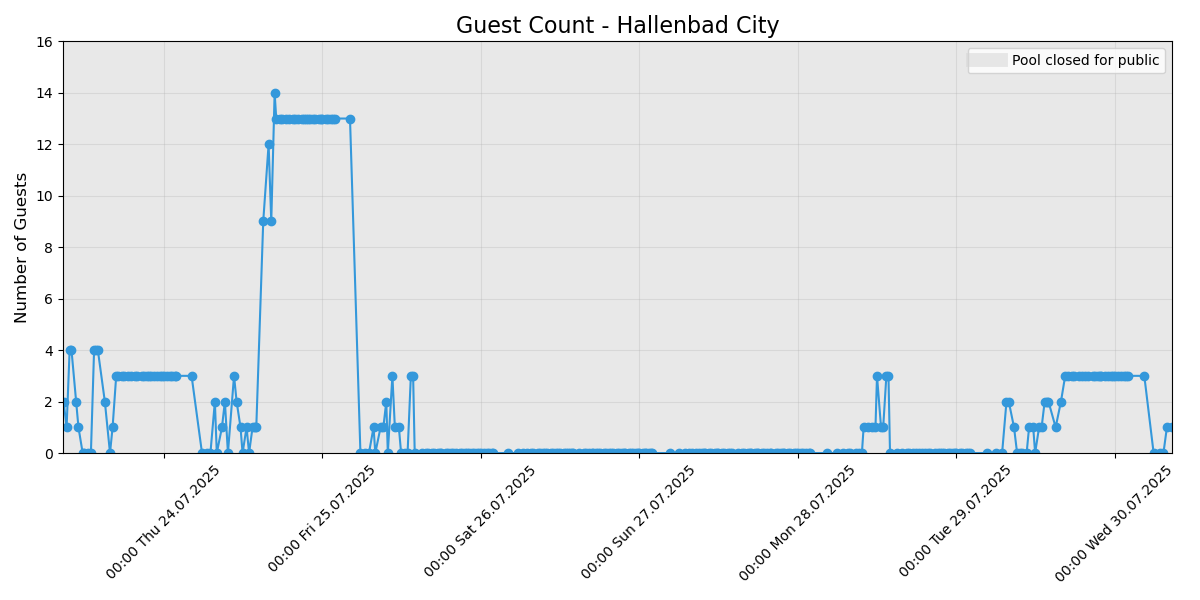 Guest Count - Hallenbad City
Pool closed for public
Number of Guests
16
14
12
10
8
6
4
2
0
00:00 Thu 24.07.2025
00:00 Fri 25.07.2025
00:00 Sat 26.07.2025
00:00 Sun 27.07.2025
00:00 Mon 28.07.2025
00:00 Tue 29.07.2025
00:00 Wed 30.07.2025